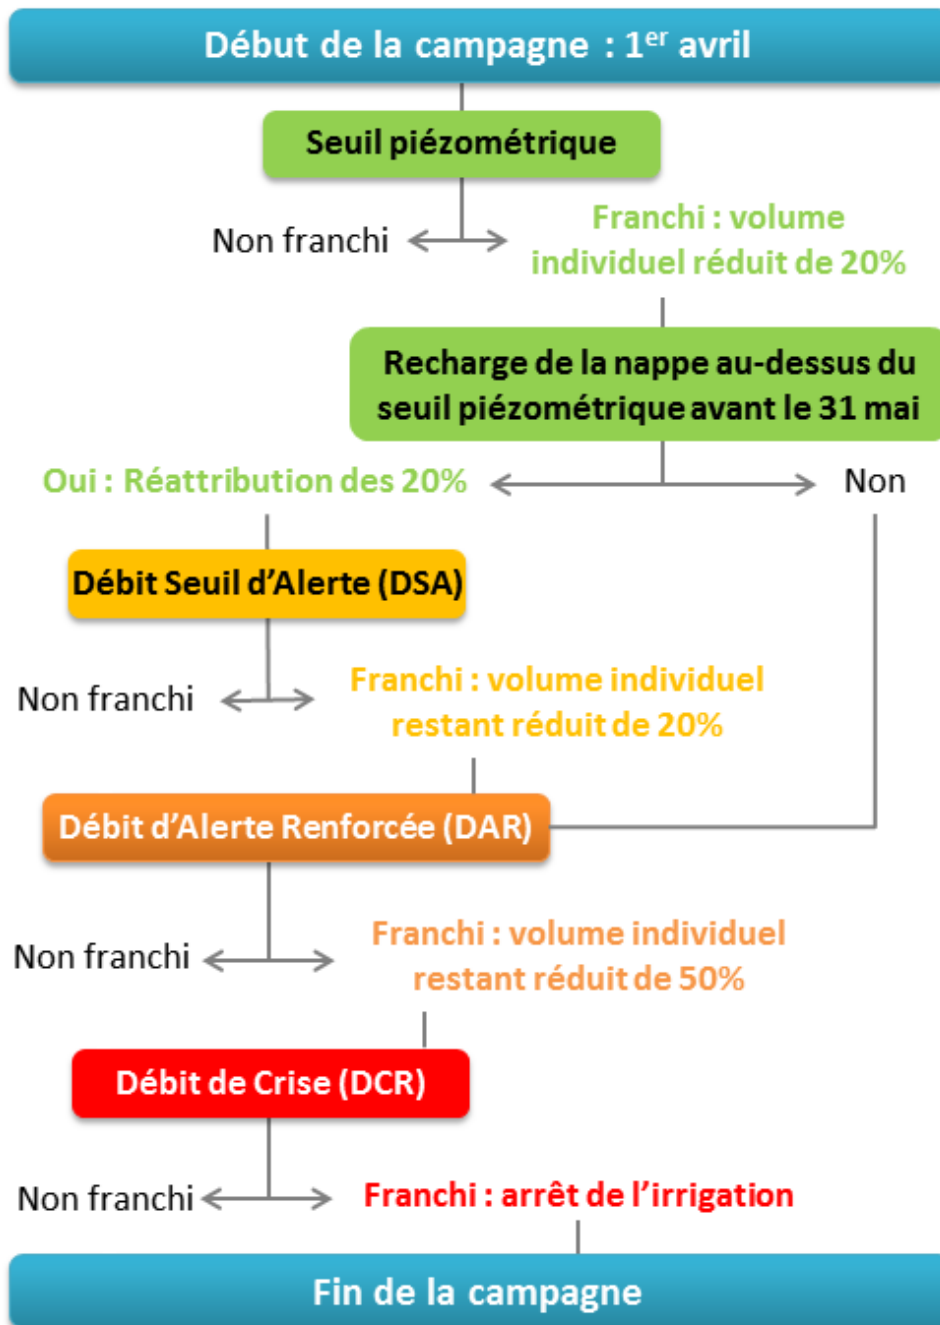 Début de la campagne : 1er avril
Seuil piézométrique
Non franchi
Franchi : volume
individuel réduit de 20%
Recharge de la nappe au-dessus du
seuil piézométrique avant le 31 mai
Oui : Réattribution des 20%
Non
Débit Seuil d'Alerte (DSA)
Non franchi
Franchi : volume individuel
restant réduit de 20%
Débit d'Alerte Renforcée (DAR)
Non franchi
Franchi : volume individuel
restant réduit de 50%
Débit de Crise (DCR)
Non franchi
Franchi : arrêt de l'irrigation
Fin de la campagne